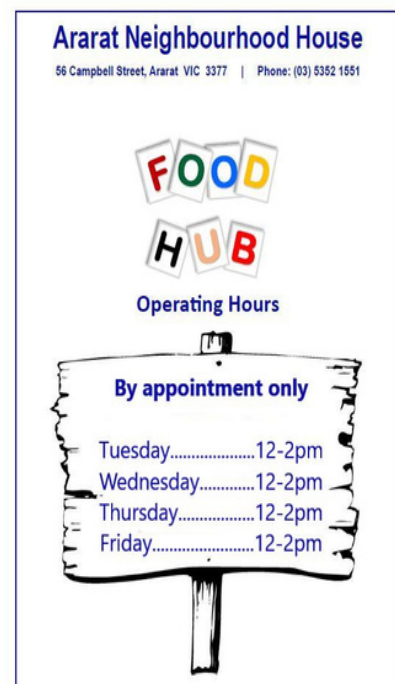 Ararat Neighbourhood House
56 Campbell Street, Ararat VIC 3377 | Phone: (03) 5352 1551
FOOD
HUB
Operating Hours
By appointment only
Tuesday....................12-2pm
Wednesday.............12-2pm
Thursday..................12-2pm
Friday........................12-2pm